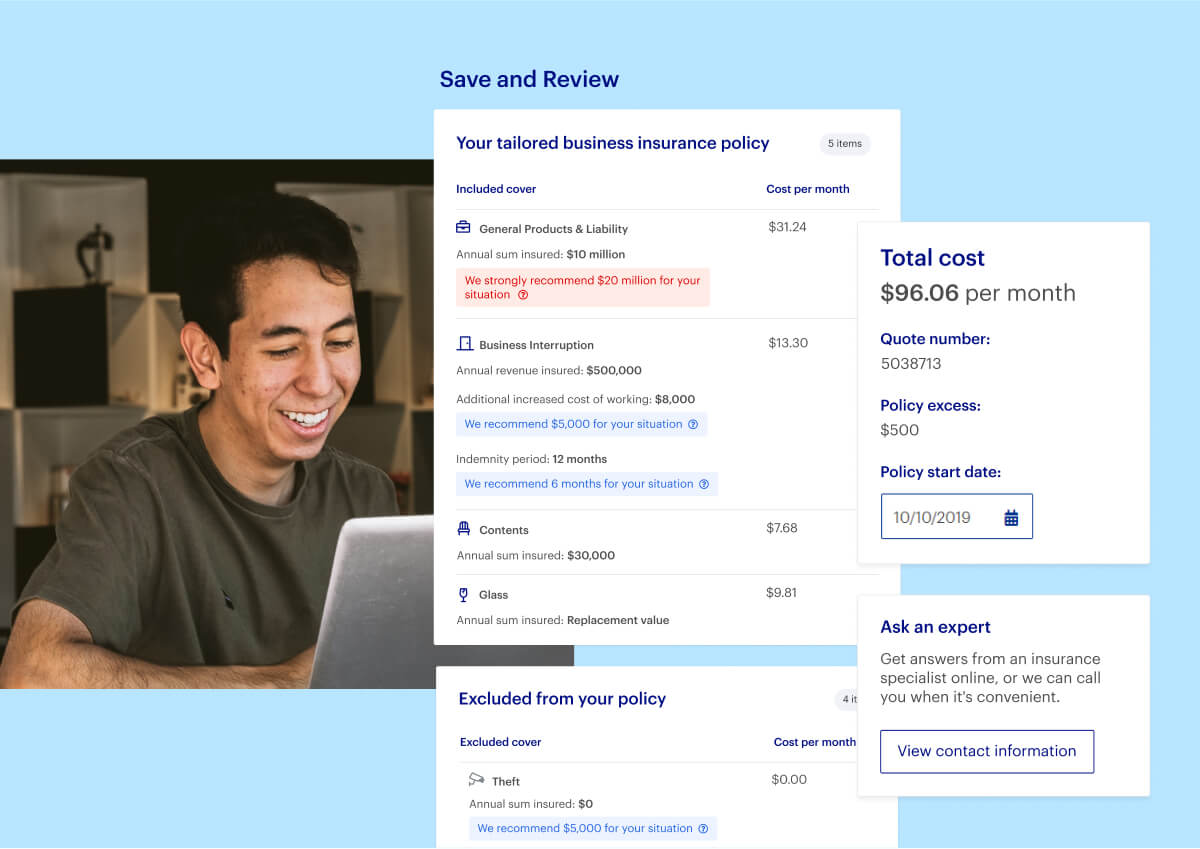 Save and Review
Your tailored business insurance policy
5 items
Included cover
Cost per month
General Products & Liability
$31.24
Annual sum insured: $10 million
We strongly recommend $20 million for your
situation
Business Interruption
$13.30
Annual revenue insured: $500,000
Additional increased cost of working: $8,000
We recommend $5,000 for your situation
Indemnity period: 12 months
We recommend 6 months for your situation
Contents
$7.68
Annual sum insured: $30,000
Glass
$9.81
Annual sum insured: Replacement value
Excluded from your policy
4 it
Excluded cover
Cost per month
Theft
$0.00
Annual sum insured: $0
We recommend $5,000 for your situation
Total cost
$96.06 per month
Quote number:
5038713
Policy excess:
$500
Policy start date:
10/10/2019
Ask an expert
Get answers from an insurance
specialist online, or we can call
you when it's convenient.
View contact information